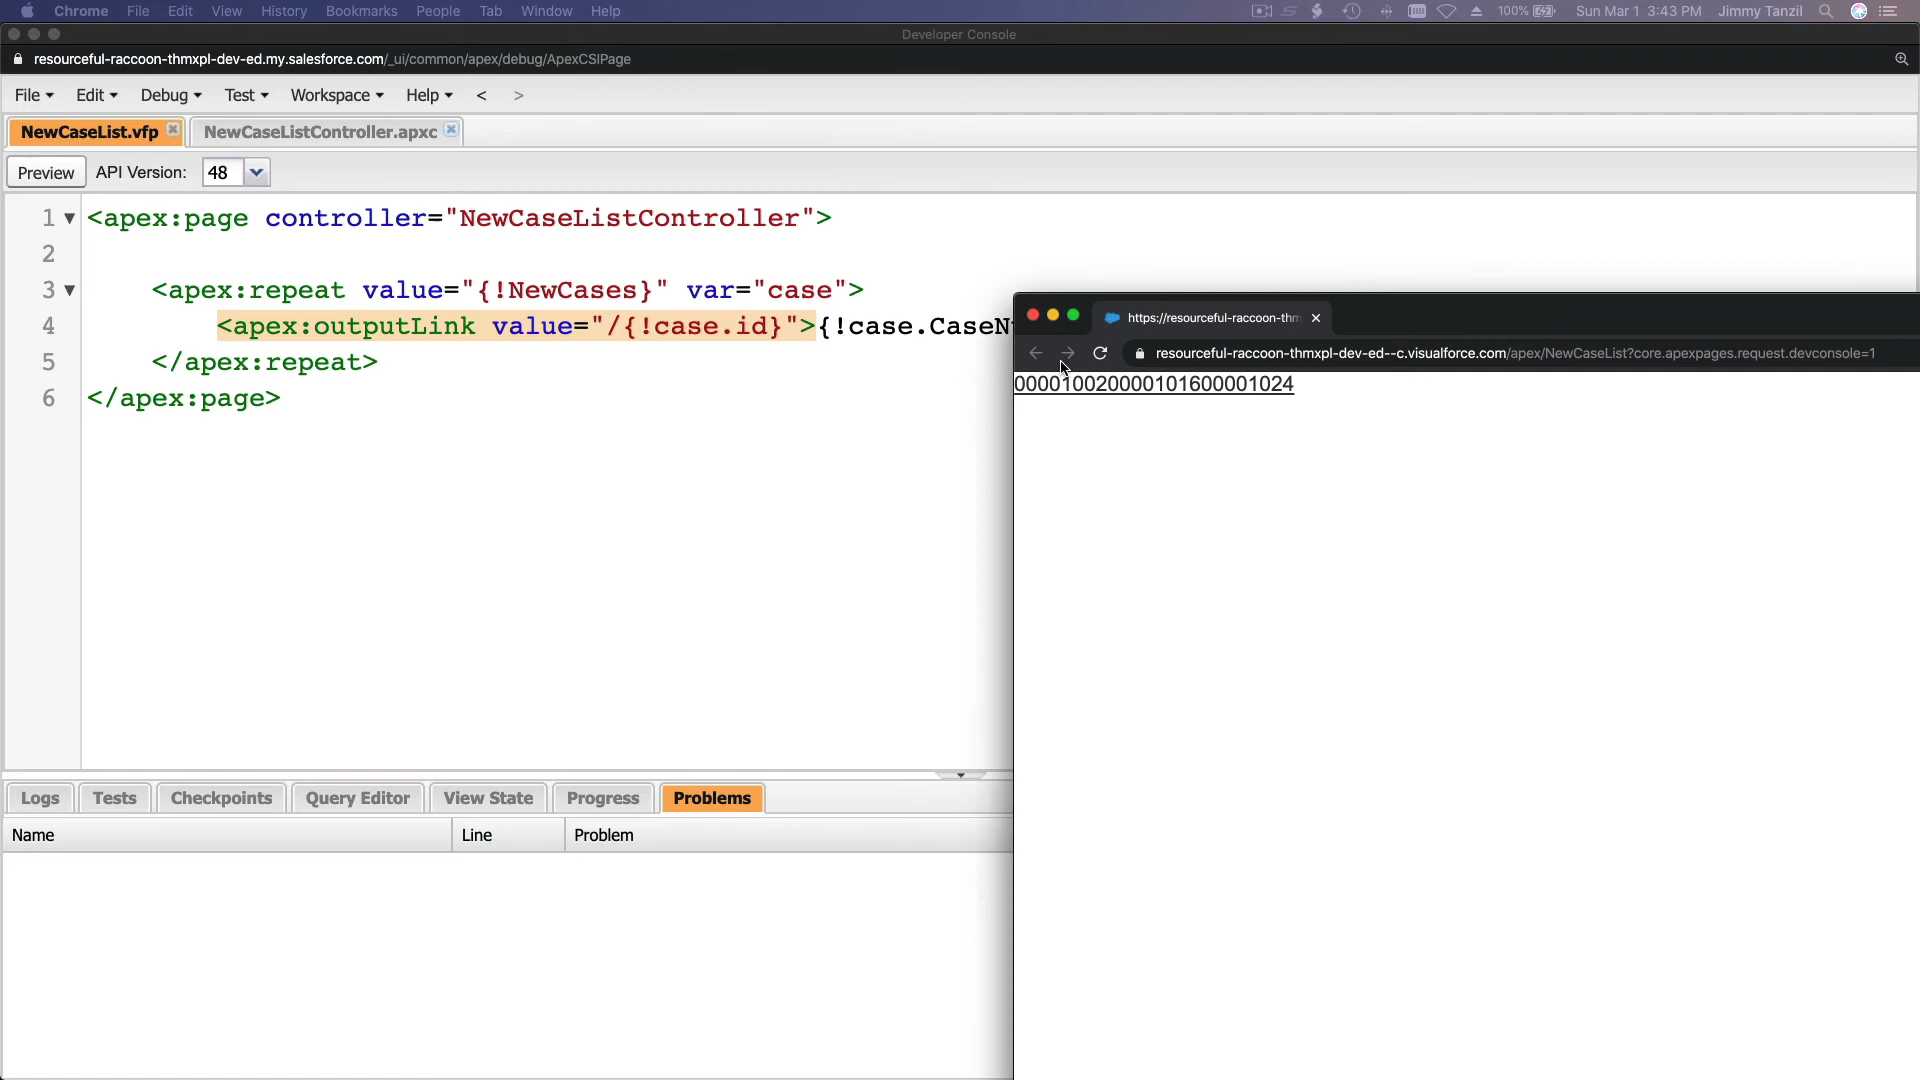 Chrome File Edit View History Bookmarks People Tab Window Help 100% Sun Mar 1 3:43 PM Jimmy Tanzil
Developer Console
resourceful-raccoon-thmxpl-dev-ed.my.salesforce.com/_ui/common/apex/debug/ApexCSIPage
File Edit Debug Test Workspace Help < >
NewCaseList.vfp NewCaseListController.apxc
Preview API Version: 48
1 <apex:page controller="NewCaseListController">
2
3 <apex:repeat value="{!NewCases}" var="case">
4 <apex:outputLink value="/{!case.id}">{!case.CaseN
5 </apex:repeat>
6 </apex:page>
https://resourceful-raccoon-thm
resourceful-raccoon-thmxpl-dev-ed--c.visualforce.com/apex/NewCaseList?core.apexpages.request.devconsole=1
000010020000101600001024
Logs Tests Checkpoints Query Editor View State Progress Problems
Name Line Problem